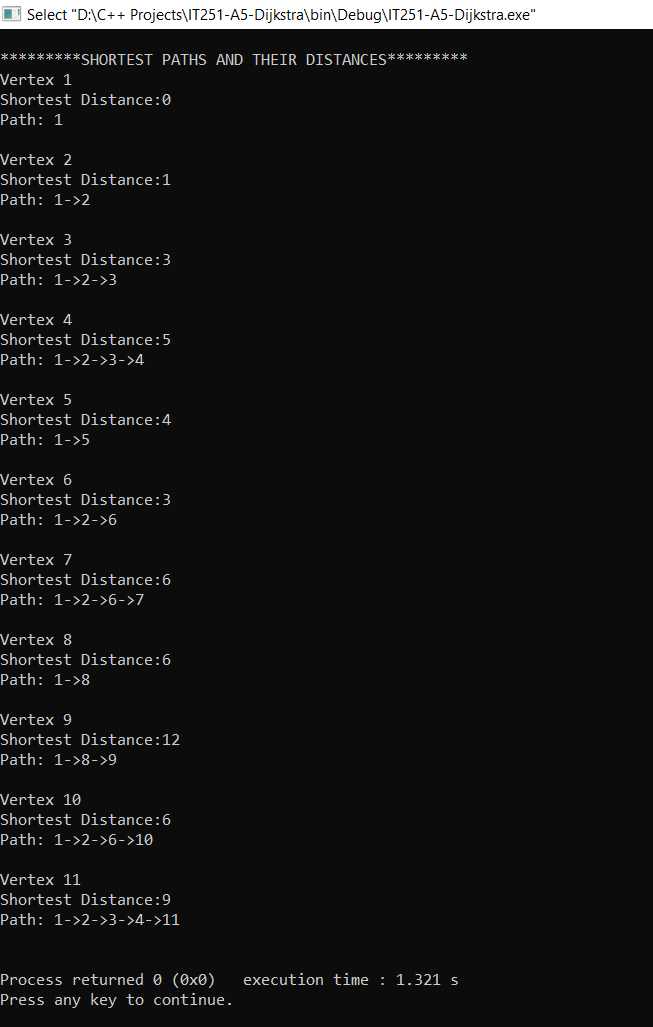 Select "D:\C++ Projects\IT251-A5-Dijkstra\bin\Debug\IT251-A5-Dijkstra.exe"
*********SHORTEST PATHS AND THEIR DISTANCES*********
Vertex 1
Shortest Distance:0
Path: 1
Vertex 2
Shortest Distance:1
Path: 1->2
Vertex 3
Shortest Distance:3
Path: 1->2->3
Vertex 4
Shortest Distance:5
Path: 1->2->3->4
Vertex 5
Shortest Distance:4
Path: 1->5
Vertex 6
Shortest Distance:3
Path: 1->2->6
Vertex 7
Shortest Distance:6
Path: 1->2->6->7
Vertex 8
Shortest Distance:6
Path: 1->8
Vertex 9
Shortest Distance:12
Path: 1->8->9
Vertex 10
Shortest Distance:6
Path: 1->2->6->10
Vertex 11
Shortest Distance:9
Path: 1->2->3->4->11
Process returned 0 (0x0)   execution time : 1.321 s
Press any key to continue.